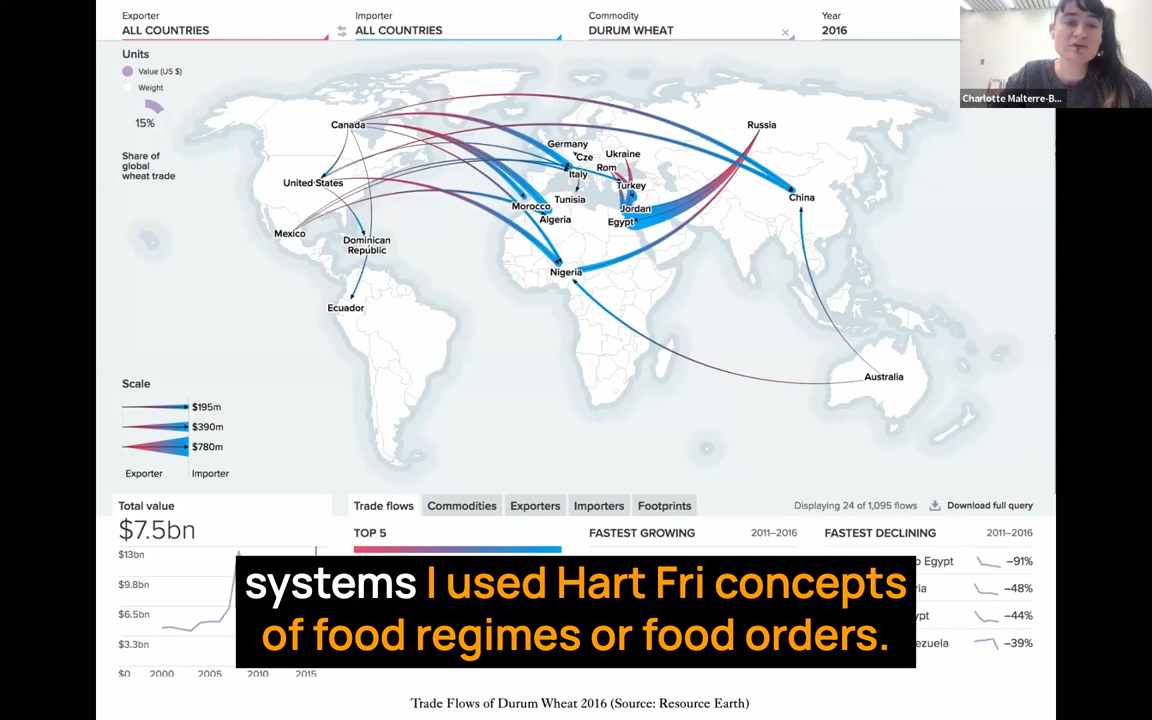 Exporter
ALL COUNTRIES
Importer
ALL COUNTRIES
Commodity
DURUM WHEAT
×
Year
2016
Charlotte Malterre-B...
Units
Value (US $)
Weight
15%
Share of
global
wheat trade
Canada
Russia
Germany
Cze
Ukraine
Rom
Italy
United States
Turkey
China
Tunisia
Morocco
Jordan
Algeria
Egypt
Mexico
Dominican
Republic
Nigeria
Ecuador
Australia
Scale
$195m
$390m
$780m
Exporter
Importer
Total value
$7.5bn
$13bn
$9.8bn
$6.5bn
$3.3bn
$0
2000
2005
2010
2015
Trade flows
Commodities
Exporters
Importers
Footprints
Displaying 24 of 1,095 flows
Download full query
TOP 5
FASTEST GROWING
2011–2016
FASTEST DECLINING
2011–2016
Egypt
–91%
–48%
–44%
–39%
systems I used Hart Fri concepts
of food regimes or food orders.
Trade Flows of Durum Wheat 2016 (Source: Resource Earth)